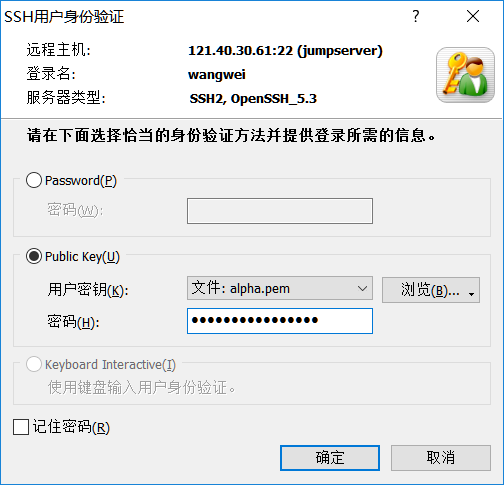 SSH用户身份验证
远程主机: 121.40.30.61:22 (jumpserver)
登录名: wangwei
服务器类型: SSH2, OpenSSH_5.3
请在下面选择恰当的身份验证方法并提供登录所需的信息。
Password(P)
密码(W):
Public Key(U)
用户密钥(K): 文件: alpha.pem 浏览(B)...
密码(H): ●●●●●●●●●●●●●●●●
Keyboard Interactive(I)
使用键盘输入用户身份验证。
记住密码(R)
确定 取消